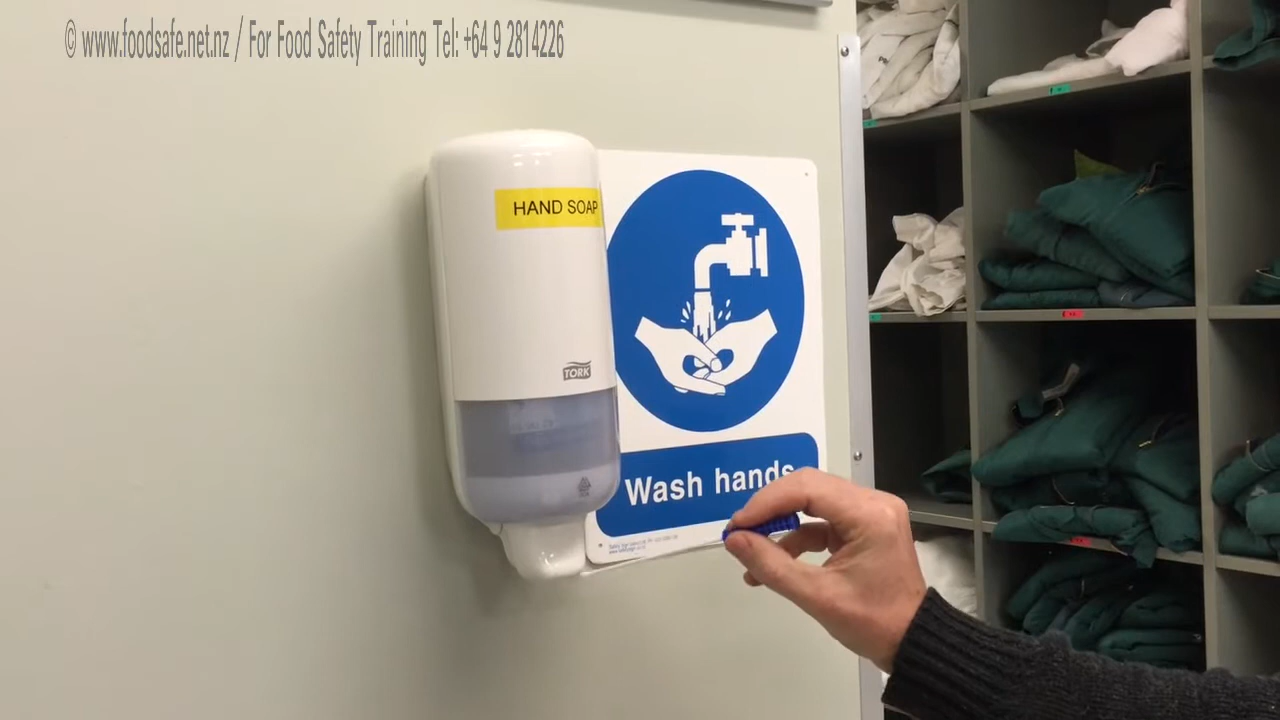 © www.foodsafe.net.nz / For Food Safety Training Tel: +64 9 2814226
HAND SOAP
TORK
Wash hands